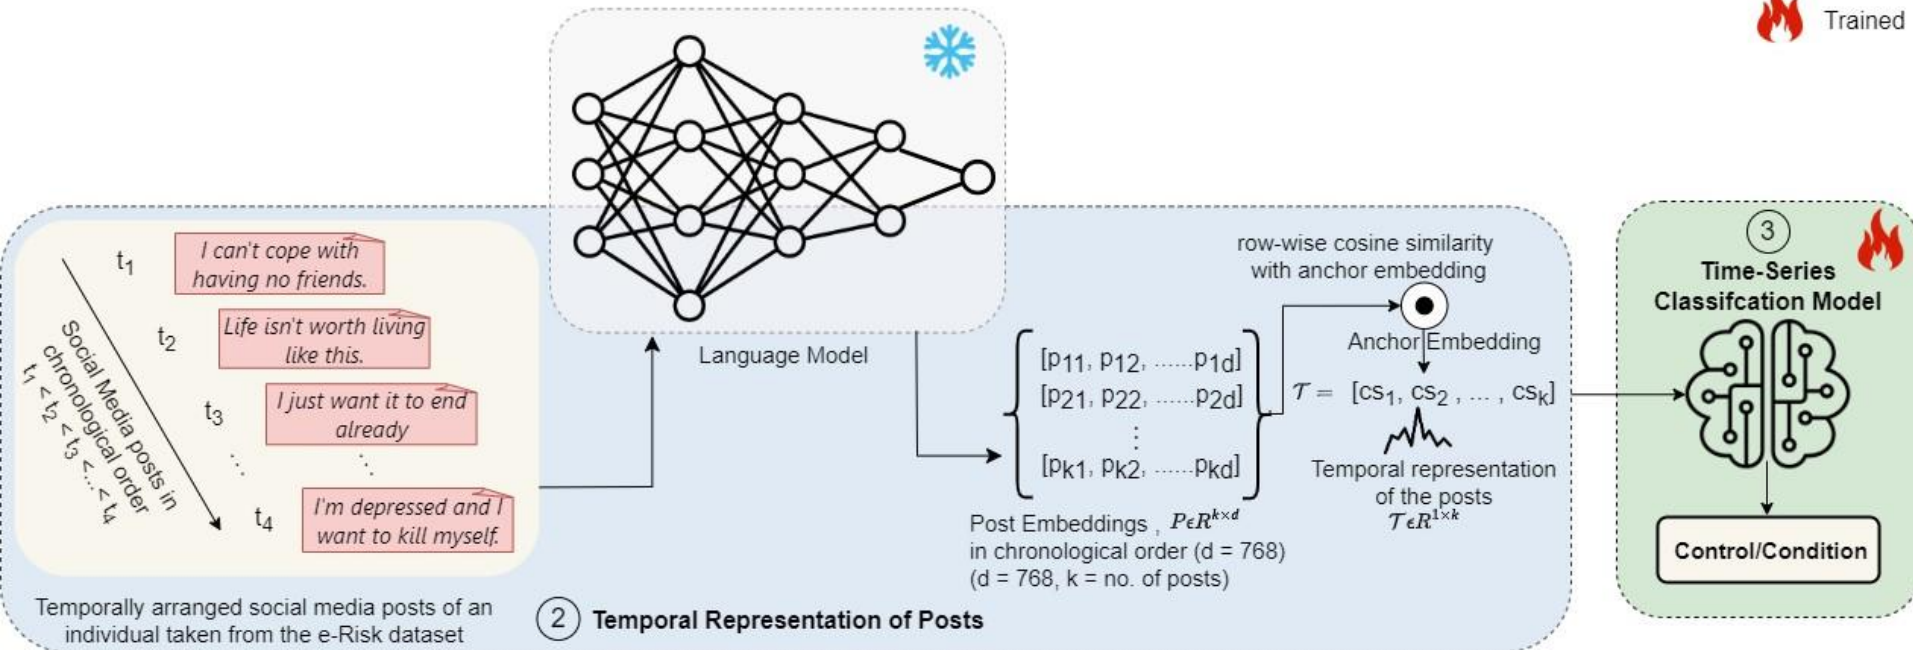 Trained
t1
I can't cope with
having no friends.
t2
Life isn't worth living
like this.
t3
I just want it to end
already
...
...
t4
I'm depressed and I
want to kill myself.
Social Media posts in
chronological order
t1 < t2 < t3 <... < t4
Temporally arranged social media posts of an
individual taken from the e-Risk dataset
Language Model
[p11, p12, ......p1d]
[p21, p22, ......p2d]
⋮
[pk1, pk2, ......pkd]
Post Embeddings , PϵR^k×d
in chronological order (d = 768)
(d = 768, k = no. of posts)
row-wise cosine similarity
with anchor embedding
Anchor Embedding
𝒯 = [cs1, cs2 , ... , csk]
Temporal representation
of the posts
𝒯ϵR^1×k
2 Temporal Representation of Posts
3
Time-Series
Classifcation Model
Control/Condition